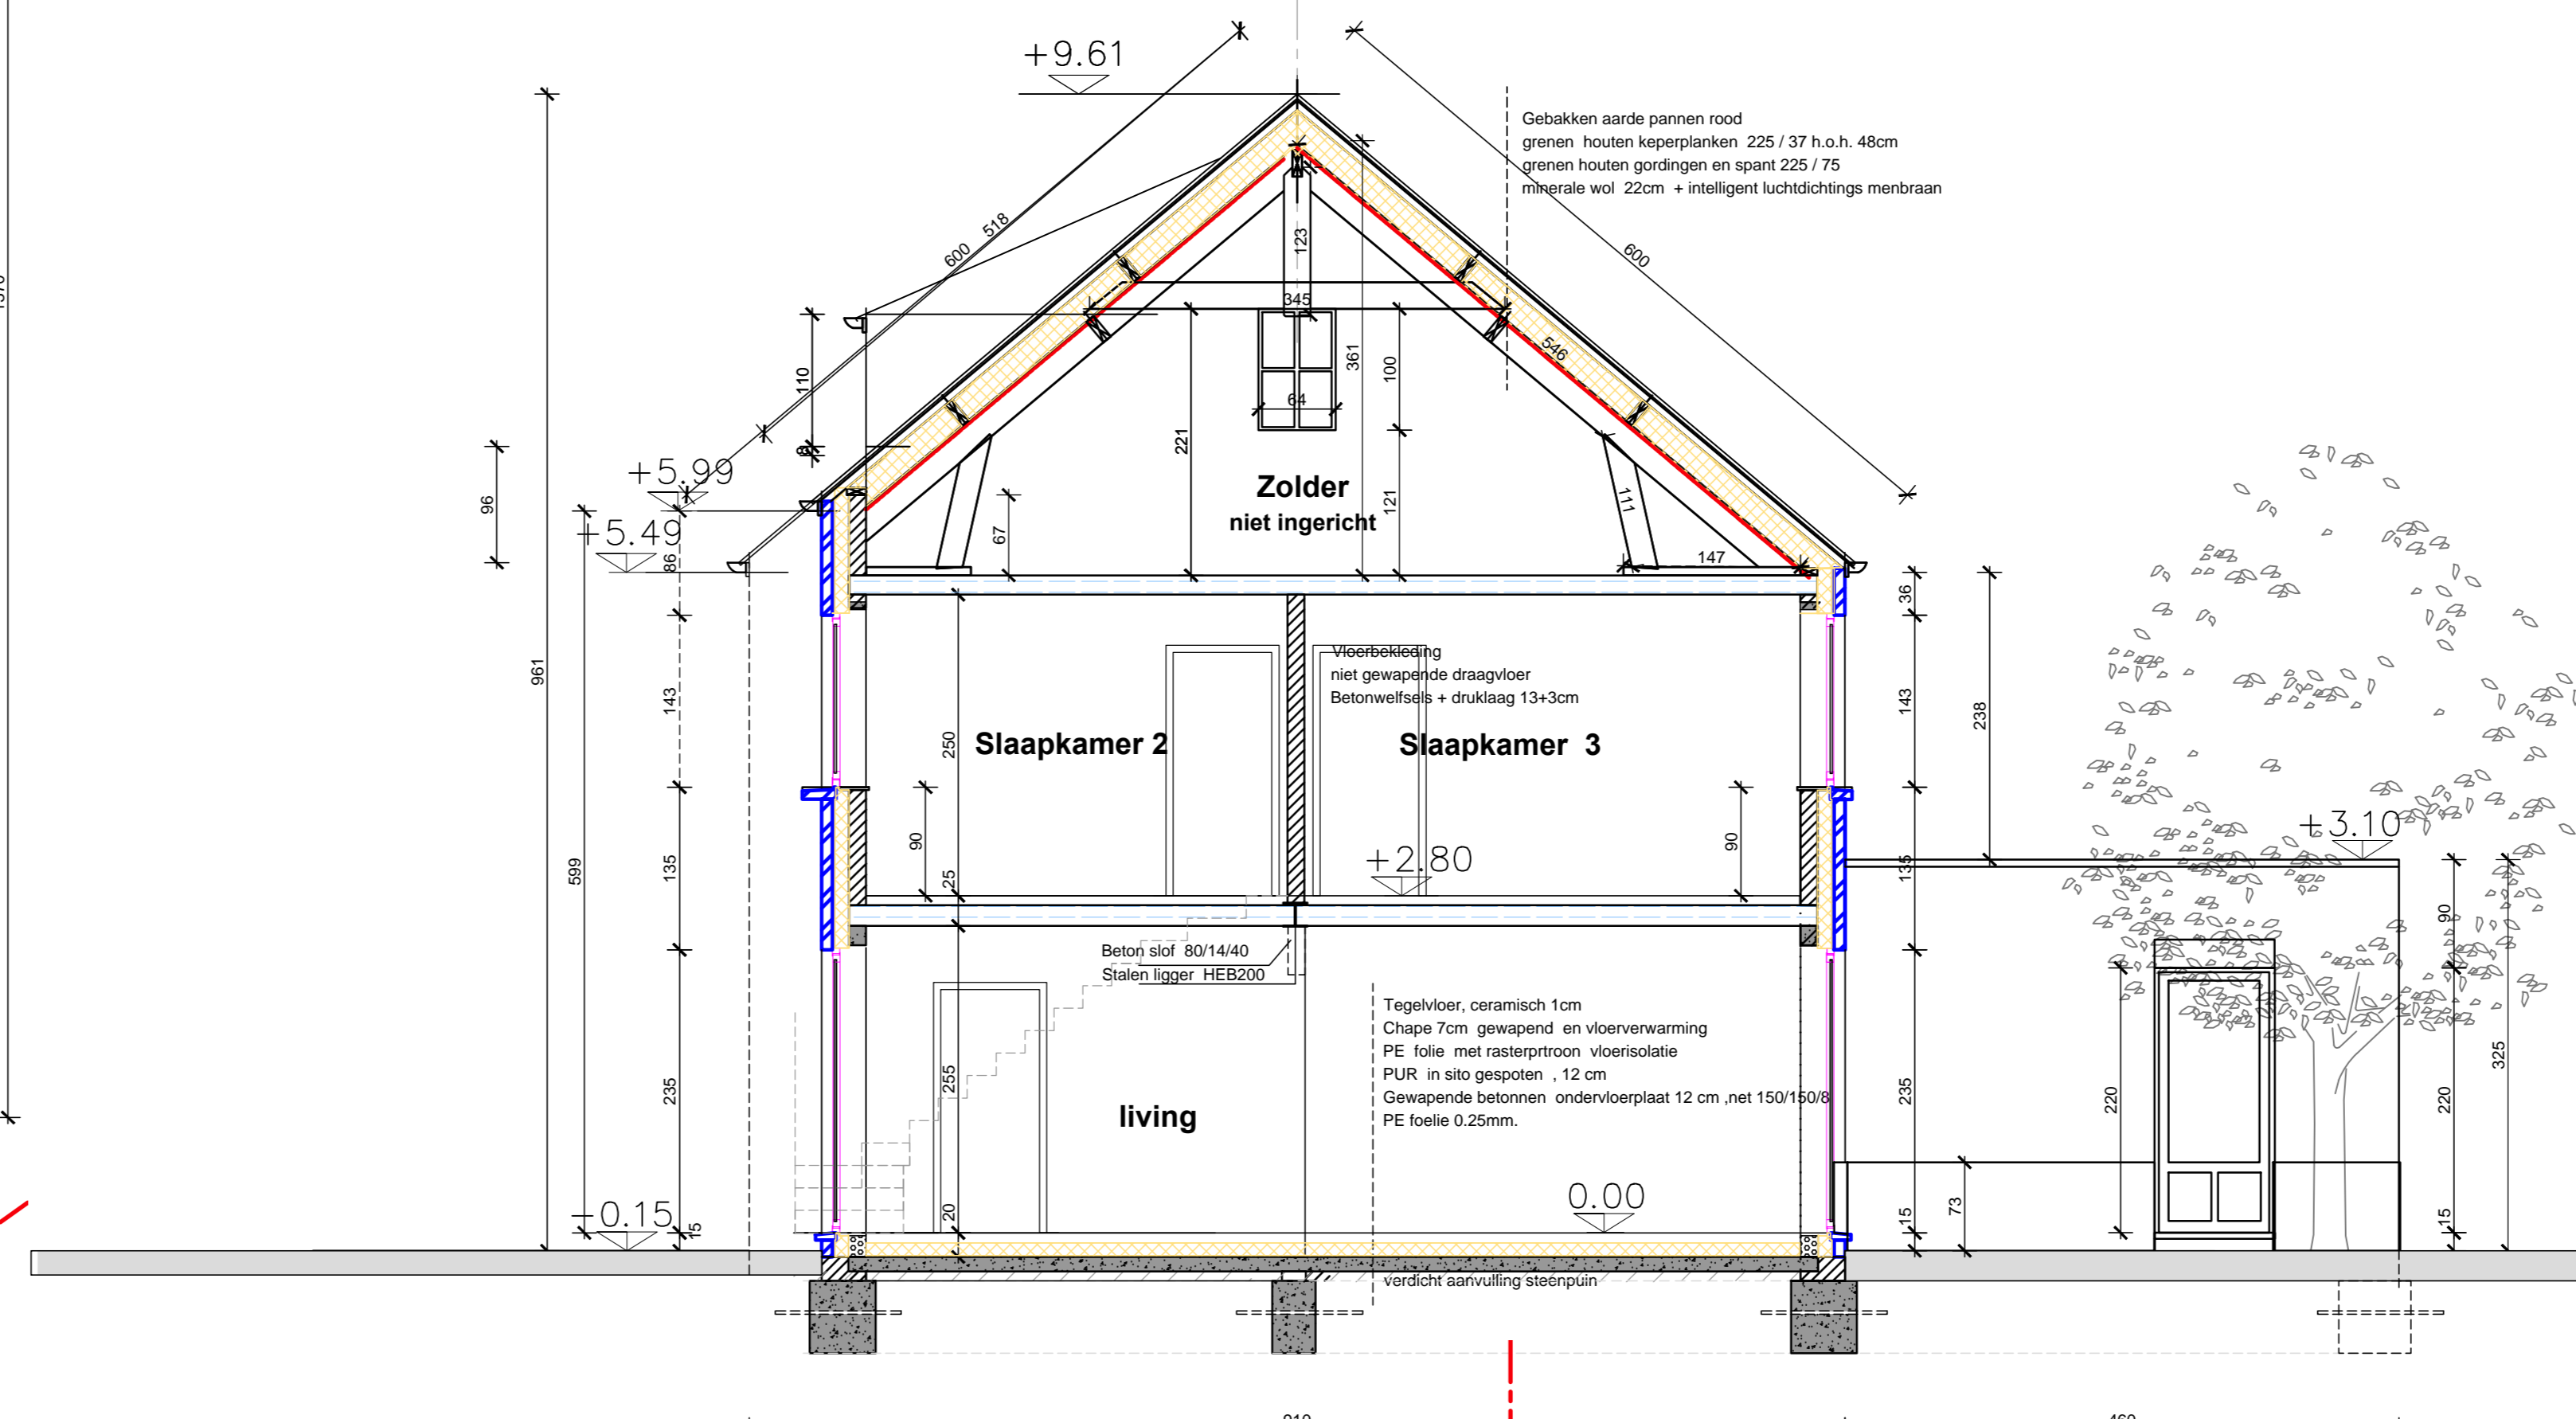 +9.61
Gebakken aarde pannen rood
grenen houten keperplanken 225 / 37 h.o.h. 48cm
grenen houten gordingen en spant 225 / 75
minerale wol 22cm + intelligent luchtdichtings menbraan
600
518
123
600
345
361
546
100
110
64
8
221
+5.99
Zolder
niet ingericht
121
111
96
67
+5.49
86
147
36
961
Vloerbekleding
niet gewapende draagvloer
Betonwelfsels + druklaag 13+3cm
143
143
238
250
Slaapkamer 2
Slaapkamer 3
90
90
+3.10
+2.80
599
135
135
25
90
Beton slof 80/14/40
Stalen ligger HEB200
Tegelvloer, ceramisch 1cm
Chape 7cm gewapend en vloerverwarming
PE folie met rasterprtroon vloerisolatie
PUR in sito gespoten , 12 cm
Gewapende betonnen ondervloerplaat 12 cm ,net 150/150/8
PE foelie 0.25mm.
325
235
255
235
220
220
living
0.00
73
-0.15
15
20
15
15
verdicht aanvulling steenpuin